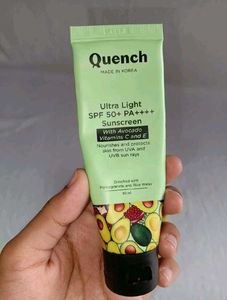 Quench
MADE IN KOREA
Ultra Light
SPF 50+ PA++++
Sunscreen
With Avocado
Vitamins C and E
Nourishes and protects
skin from UVA and
UVB sun rays
Enriched with
Pomegranate and Rice Water